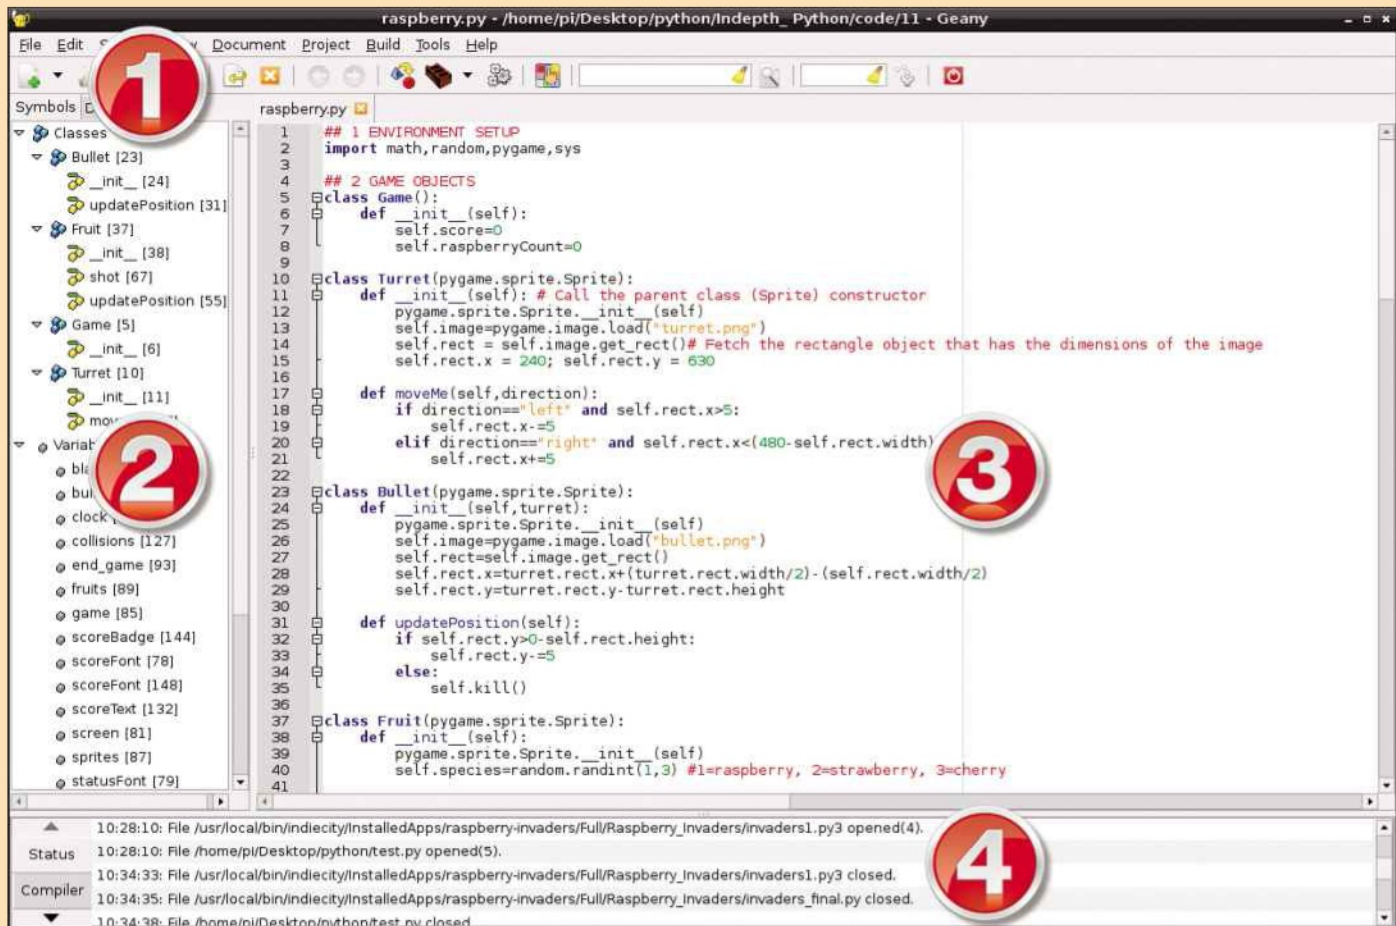 raspberry.py - /home/pi/Desktop/python/Indepth_ Python/code/11 - Geany
File Edit Document Project Build Tools Help
1
Symbols
raspberry.py
Classes
Bullet [23]
__init__ [24]
updatePosition [31]
Fruit [37]
__init__ [38]
shot [67]
updatePosition [55]
Game [5]
__init__ [6]
Turret [10]
__init__ [11]
2
clock
collisions [127]
end_game [93]
fruits [89]
game [85]
scoreBadge [144]
scoreFont [78]
scoreFont [148]
scoreText [132]
screen [81]
sprites [87]
statusFont [79]
1 ## 1 ENVIRONMENT SETUP
2 import math,random,pygame,sys
3
4 ## 2 GAME OBJECTS
5 class Game():
6 def __init__(self):
7 self.score=0
8 self.raspberryCount=0
9
10 class Turret(pygame.sprite.Sprite):
11 def __init__(self): # Call the parent class (Sprite) constructor
12 pygame.sprite.Sprite.__init__(self)
13 self.image=pygame.image.load("turret.png")
14 self.rect = self.image.get_rect()# Fetch the rectangle object that has the dimensions of the image
15 self.rect.x = 240; self.rect.y = 630
16
17 def moveMe(self,direction):
18 if direction=="left" and self.rect.x>5:
19 self.rect.x-=5
20 elif direction=="right" and self.rect.x<(480-self.rect.width)
21 self.rect.x+=5
22
3
23 class Bullet(pygame.sprite.Sprite):
24 def __init__(self,turret):
25 pygame.sprite.Sprite.__init__(self)
26 self.image=pygame.image.load("bullet.png")
27 self.rect=self.image.get_rect()
28 self.rect.x=turret.rect.x+(turret.rect.width/2)-(self.rect.width/2)
29 self.rect.y=turret.rect.y-turret.rect.height
30
31 def updatePosition(self):
32 if self.rect.y>0-self.rect.height:
33 self.rect.y-=5
34 else:
35 self.kill()
36
37 class Fruit(pygame.sprite.Sprite):
38 def __init__(self):
39 pygame.sprite.Sprite.__init__(self)
40 self.species=random.randint(1,3) #1=raspberry, 2=strawberry, 3=cherry
41
Status
Compiler
10:28:10: File /usr/local/bin/indiecity/InstalledApps/raspberry-invaders/Full/Raspberry_Invaders/invaders1.py3 opened(4).
10:28:10: File /home/pi/Desktop/python/test.py opened(5).
10:34:33: File /usr/local/bin/indiecity/InstalledApps/raspberry-invaders/Full/Raspberry_Invaders/invaders1.py3 closed.
10:34:35: File /usr/local/bin/indiecity/InstalledApps/raspberry-invaders/Full/Raspberry_Invaders/invaders_final.py closed.
10:34:38: File /home/pi/Desktop/python/test.py closed
4